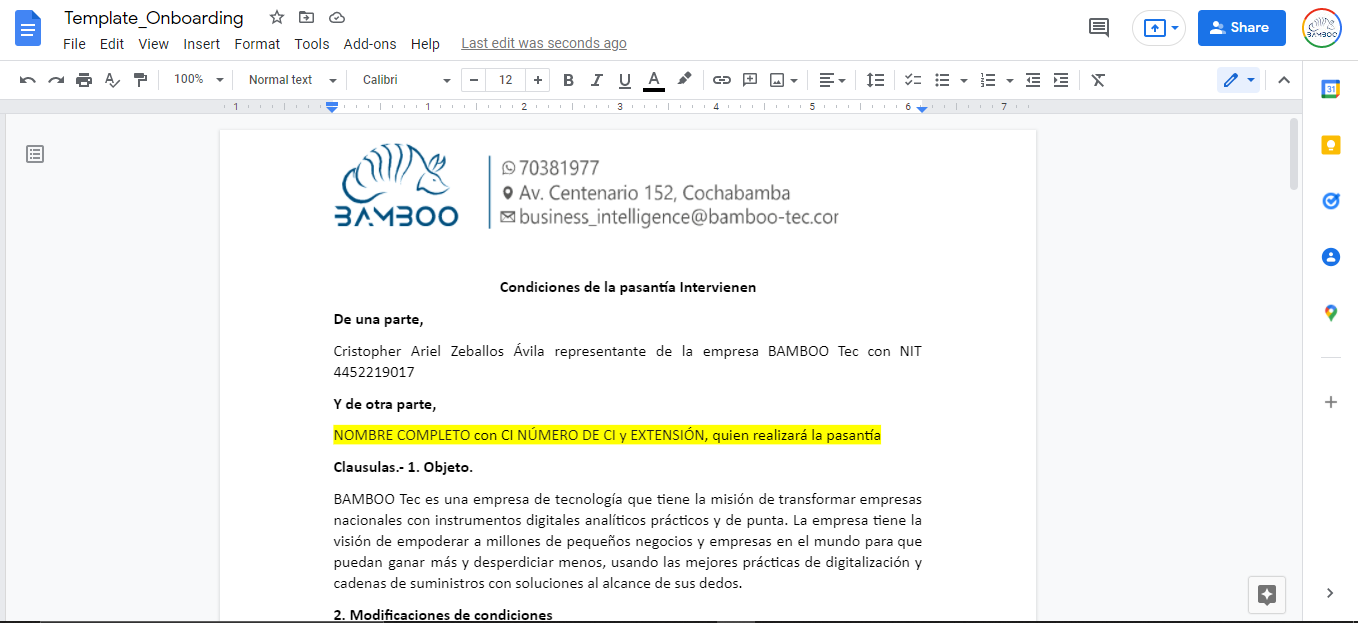 Template_Onboarding
File Edit View Insert Format Tools Add-ons Help Last edit was seconds ago
Share
BAMBOO
100% Normal text Calibri 12 B I U A
1 1 2 3 4 5 6 7
31
BAMBOO
70381977
Av. Centenario 152, Cochabamba
business_intelligence@bamboo-tec.cor
Condiciones de la pasantía Intervienen
De una parte,
Cristopher Ariel Zeballos Ávila representante de la empresa BAMBOO Tec con NIT
4452219017
Y de otra parte,
NOMBRE COMPLETO con CI NÚMERO DE CI y EXTENSIÓN, quien realizará la pasantía
Clausulas.- 1. Objeto.
BAMBOO Tec es una empresa de tecnología que tiene la misión de transformar empresas
nacionales con instrumentos digitales analíticos prácticos y de punta. La empresa tiene la
visión de empoderar a millones de pequeños negocios y empresas en el mundo para que
puedan ganar más y desperdiciar menos, usando las mejores prácticas de digitalización y
cadenas de suministros con soluciones al alcance de sus dedos.
2. Modificaciones de condiciones